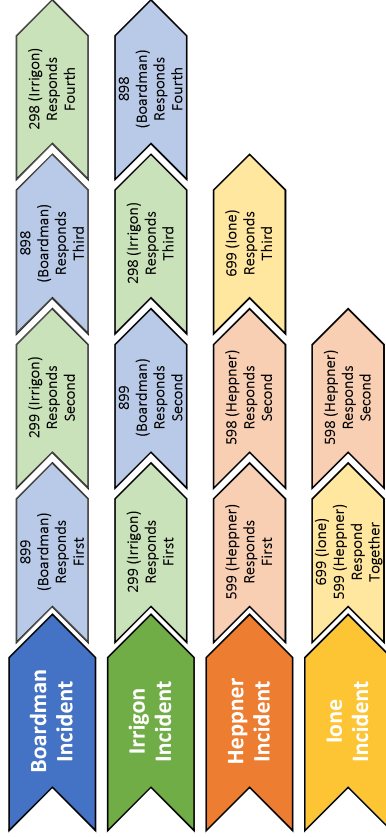 Boardman
Incident
899
(Boardman)
Responds
First
299 (Irrigon)
Responds
Second
898
(Boardman)
Responds
Third
298 (Irrigon)
Responds
Fourth
Irrigon
Incident
299 (Irrigon)
Responds
First
899
(Boardman)
Responds
Second
298 (Irrigon)
Responds
Third
898
(Boardman)
Responds
Fourth
Heppner
Incident
599 (Heppner)
Responds
First
598 (Heppner)
Responds
Second
699 (Ione)
Responds
Third
Ione
Incident
699 (Ione)
599 (Heppner)
Respond
Together
598 (Heppner)
Responds
Second